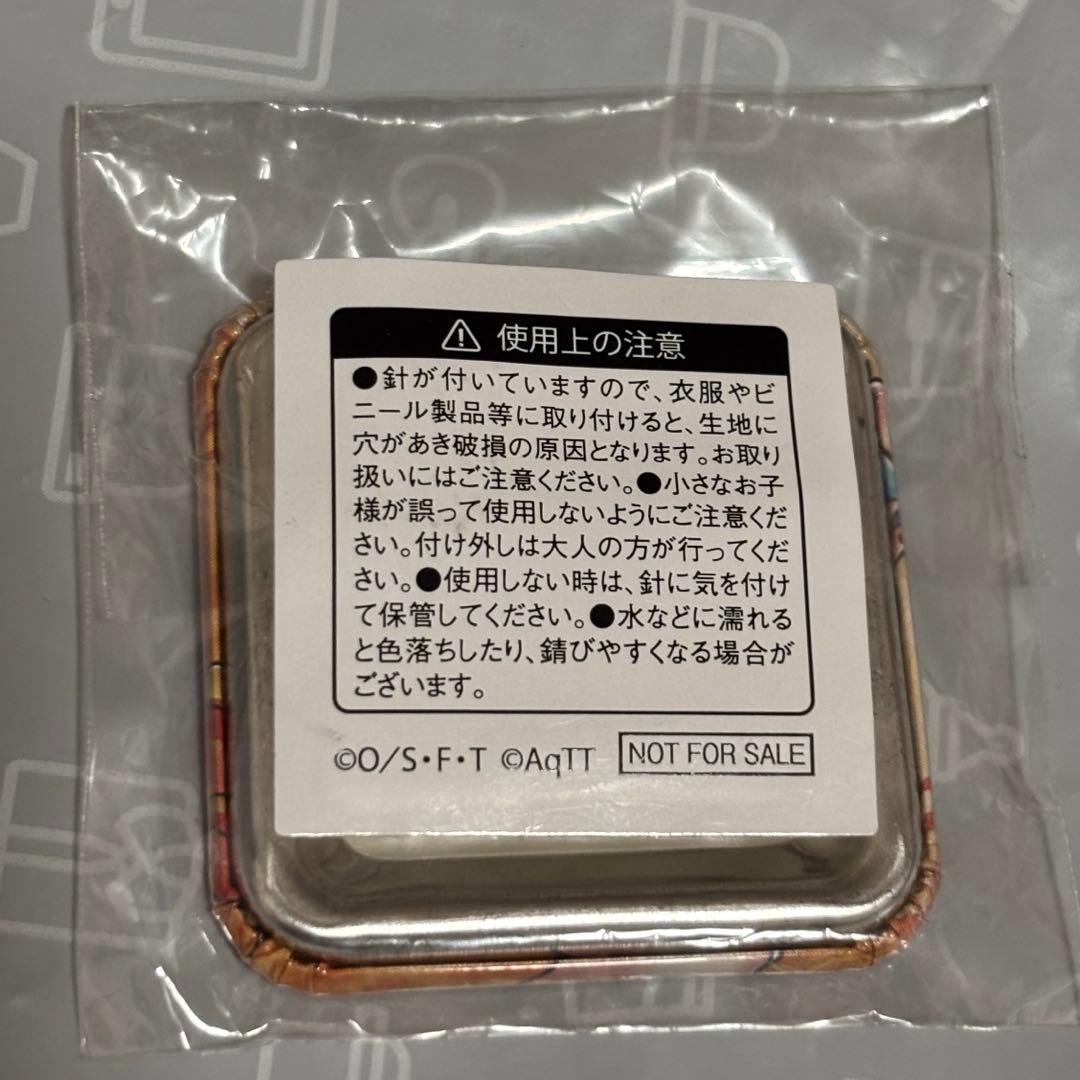 使用上の注意
●針が付いていますので、衣服やビ
ニール製品等に取り付けると、生地に
穴があき破損の原因となります。お取り
扱いにはご注意ください。●小さなお子
様が誤って使用しないようにご注意くだ
さい。付け外しは大人の方が行ってくだ
さい。●使用しない時は、針に気を付け
て保管してください。●水などに濡れる
と色落ちしたり、錆びやすくなる場合が
ございます。
©O/S・F・T ©AqTT NOT FOR SALE